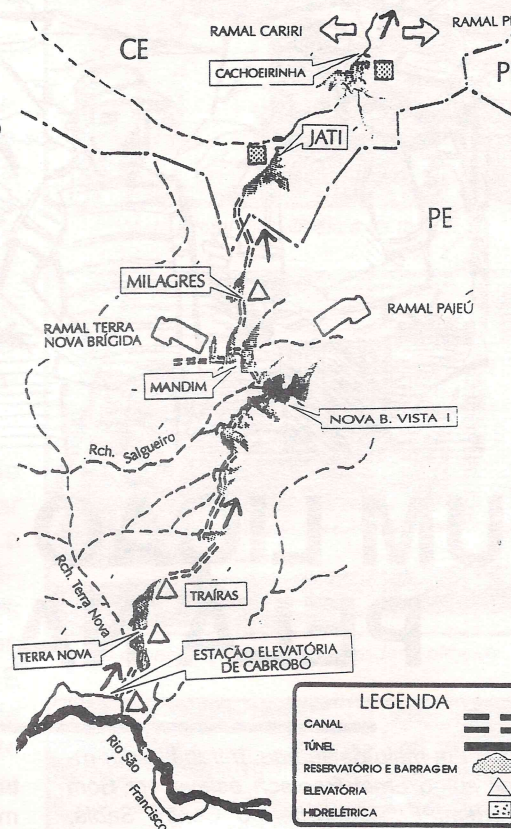 RAMAL CARIRI
RAMAL
CE
CACHOEIRINHA
JATI
PE
MILAGRES
RAMAL TERRA
NOVA BRÍGIDA
RAMAL PAJEÚ
MANDIM
NOVA B. VISTA I
Rch. Salgueiro
Rch. Terra Nova
TRAÍRAS
TERRA NOVA
ESTAÇÃO ELEVATÓRIA
DE CABROBÓ
Rio São
Francisco
LEGENDA
CANAL
TÚNEL
RESERVATÓRIO E BARRAGEM
ELEVATÓRIA
HIDRELÉTRICA